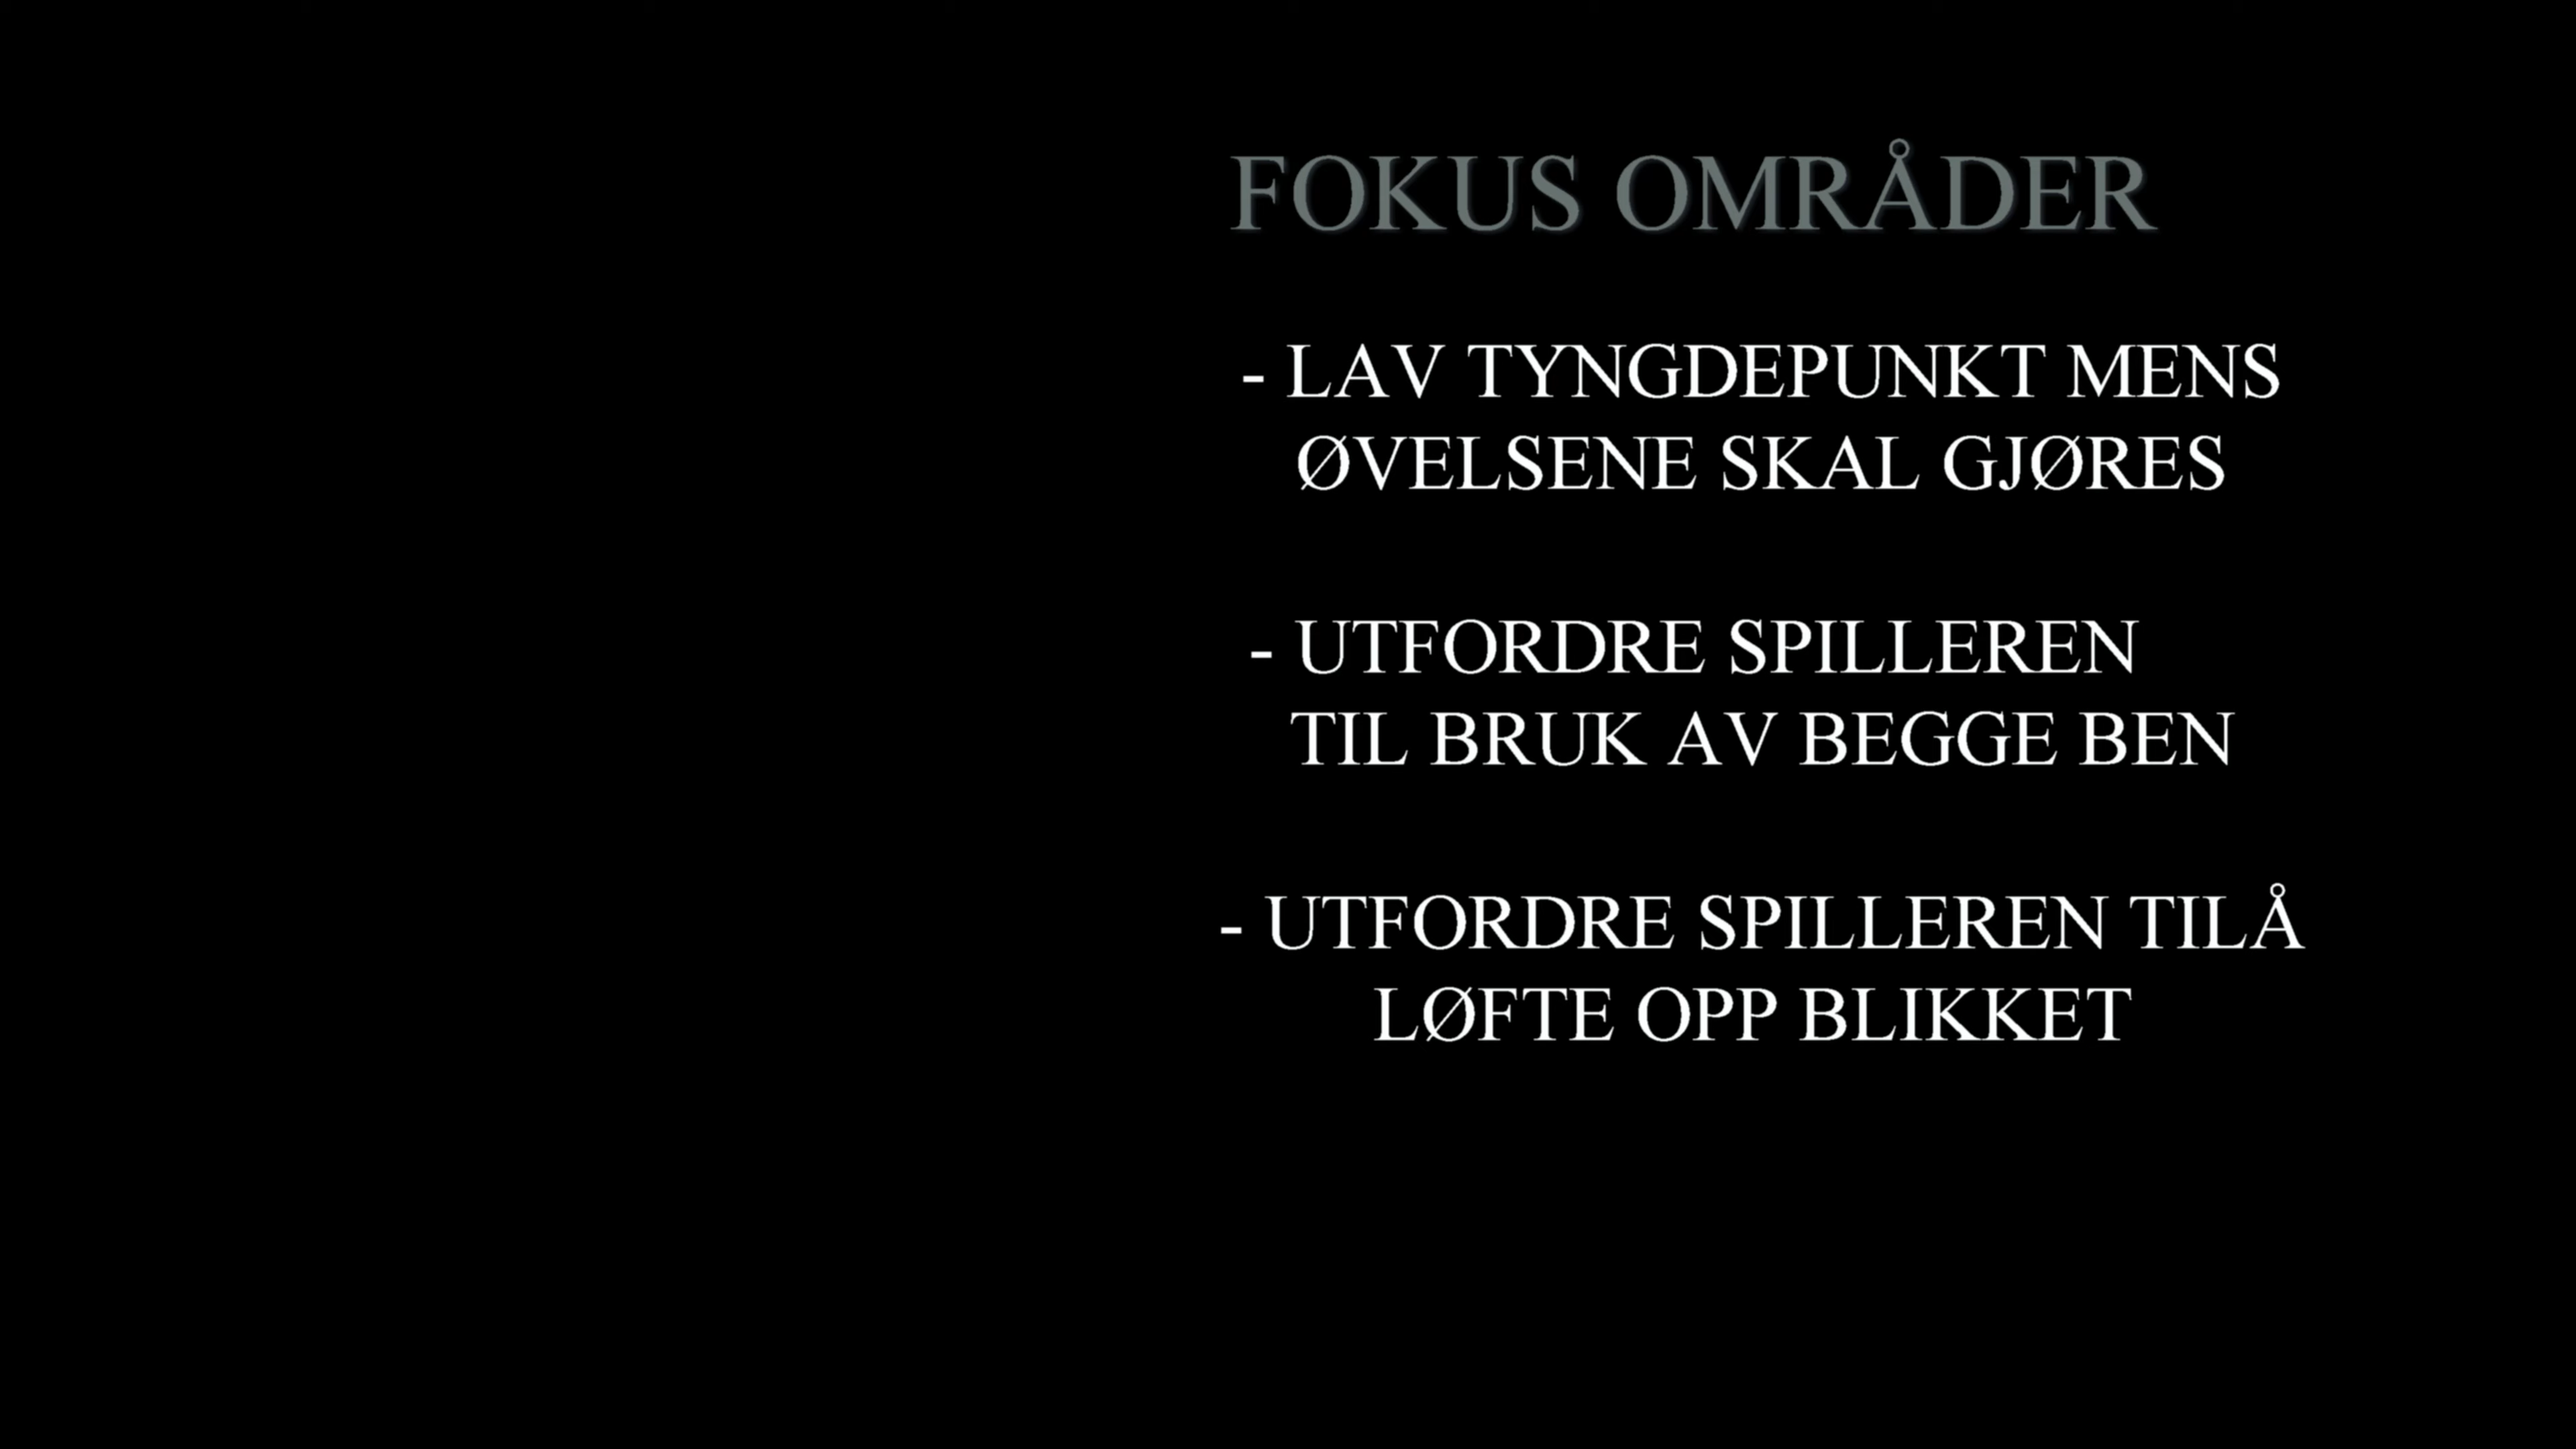 FOKUS OMRÅDER
- LAV TYNGDEPUNKT MENS
ØVELSENE SKAL GJØRES
- UTFORDRE SPILLEREN
TIL BRUK AV BEGGE BEN
- UTFORDRE SPILLEREN TILÅ
LØFTE OPP BLIKKET